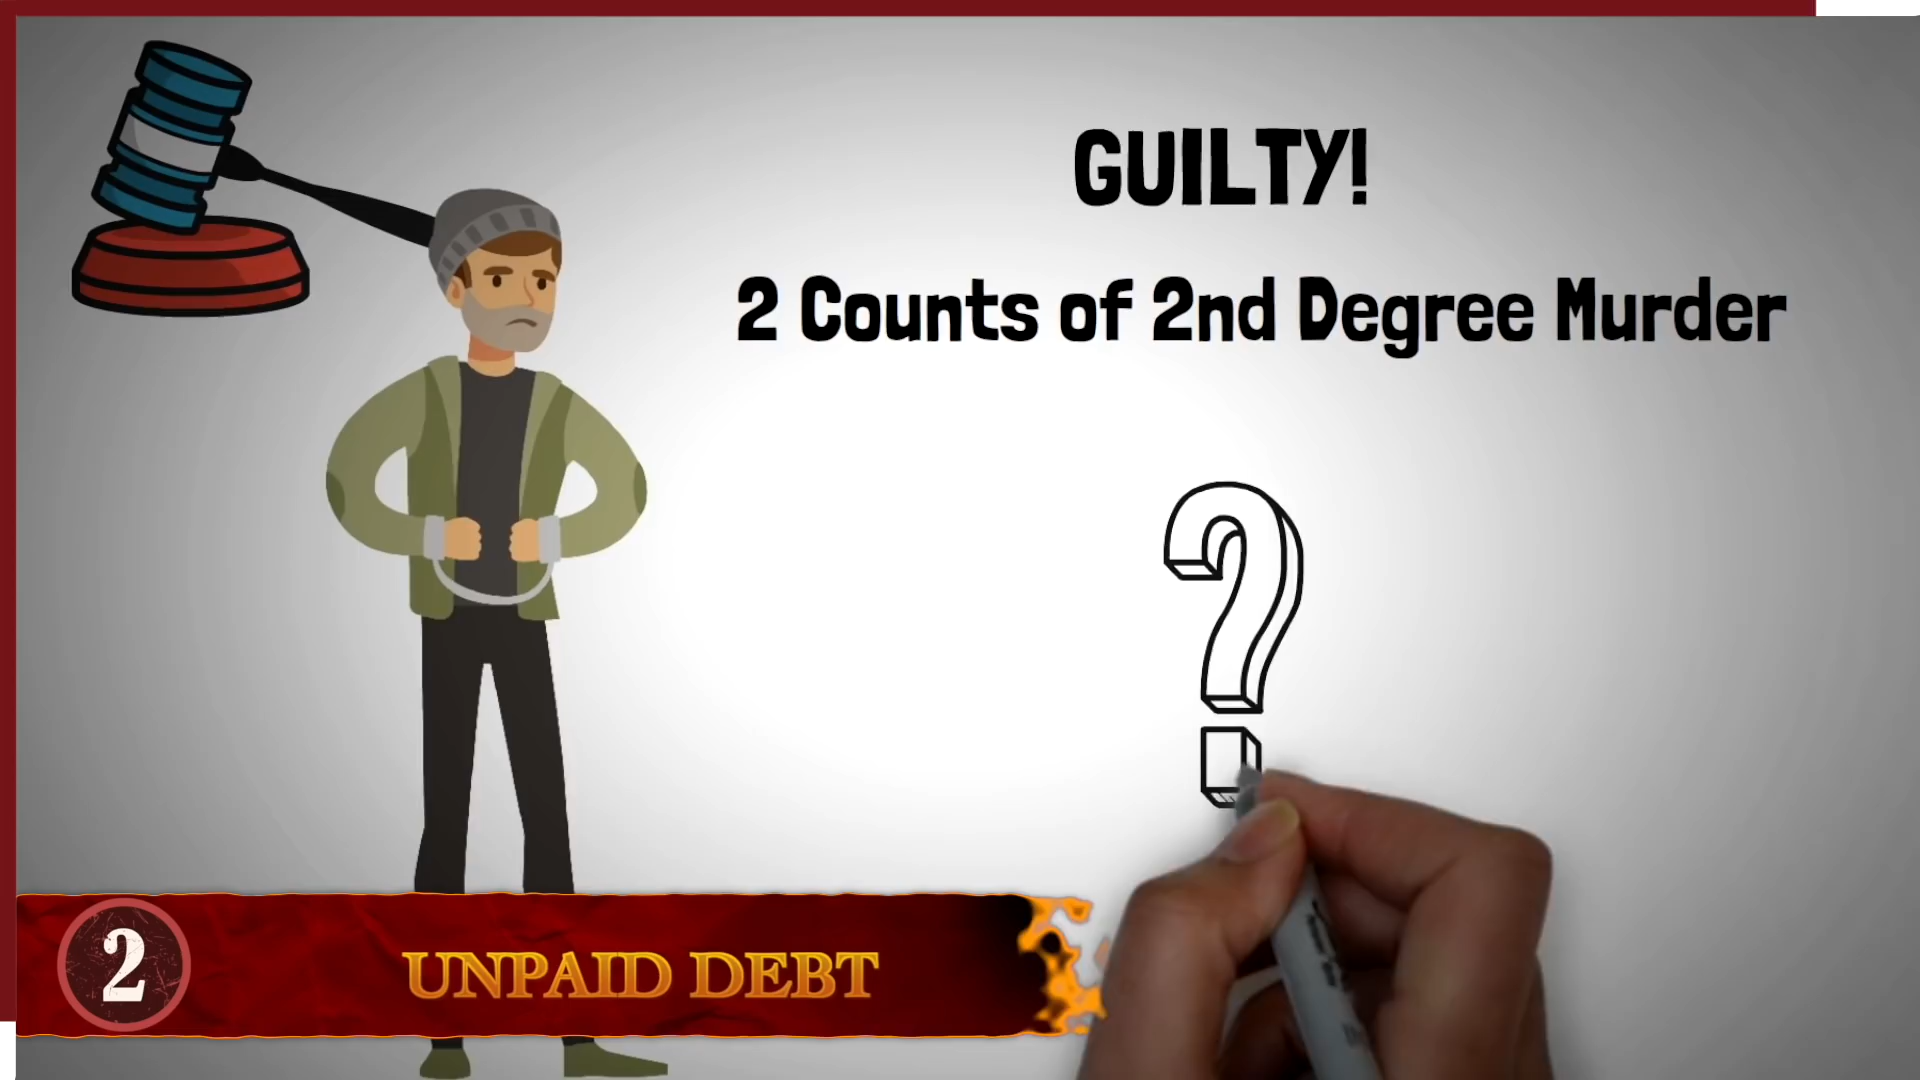 GUILTY!
2 Counts of 2nd Degree Murder
?
2
UNPAID DEBT